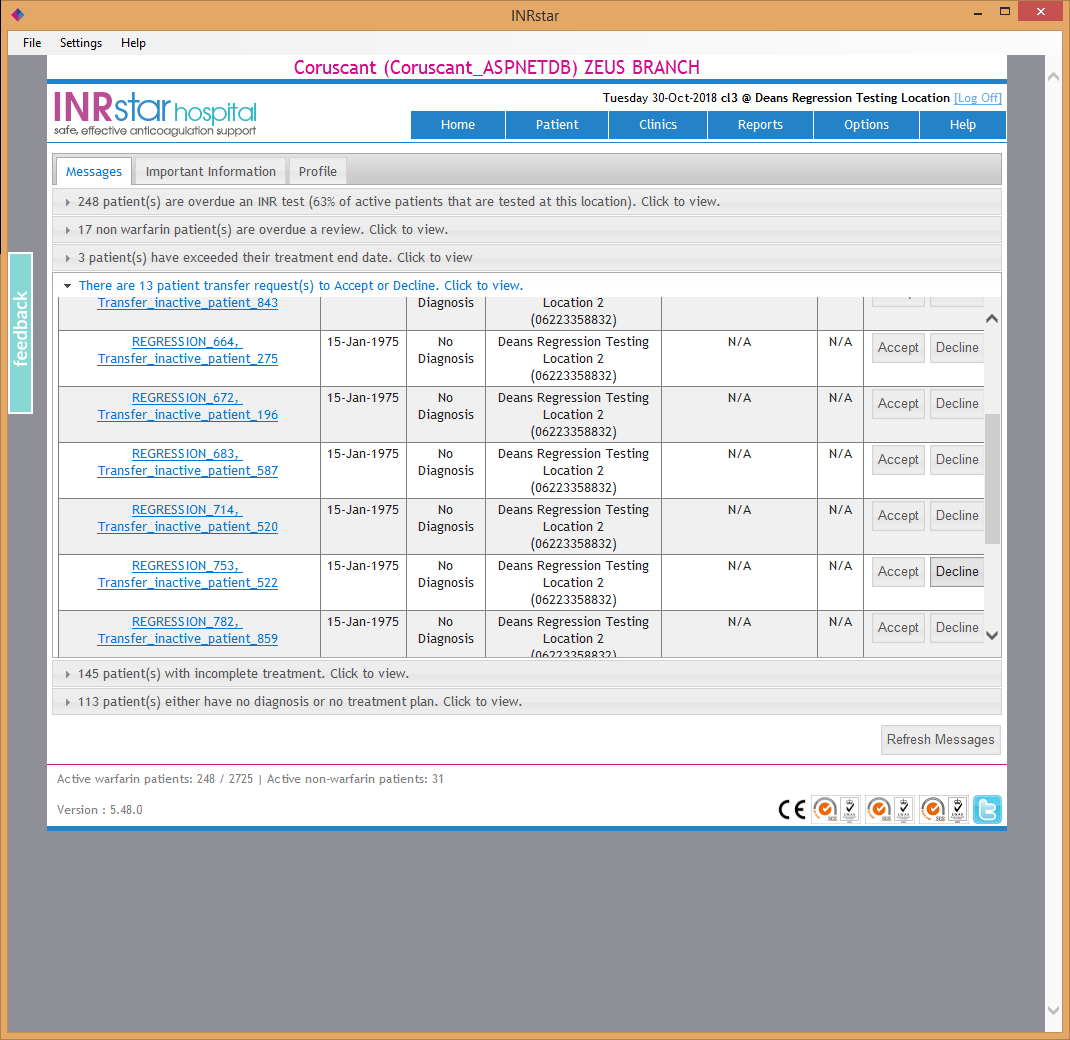 INRstar
File Settings Help
Coruscant (Coruscant_ASPNETDB) ZEUS BRANCH
INRstar hospital
safe, effective anticoagulation support
Tuesday 30-Oct-2018 cl3 @ Deans Regression Testing Location [Log Off]
Home Patient Clinics Reports Options Help
feedback
Messages Important Information Profile
248 patient(s) are overdue an INR test (63% of active patients that are tested at this location). Click to view.
17 non warfarin patient(s) are overdue a review. Click to view.
3 patient(s) have exceeded their treatment end date. Click to view
There are 13 patient transfer request(s) to Accept or Decline. Click to view.
Transfer_inactive_patient_843 Diagnosis Location 2
(06223358832)
REGRESSION_664, 15-Jan-1975 No Deans Regression Testing N/A N/A Accept Decline
Transfer_inactive_patient_275 Diagnosis Location 2
(06223358832)
REGRESSION_672, 15-Jan-1975 No Deans Regression Testing N/A N/A Accept Decline
Transfer_inactive_patient_196 Diagnosis Location 2
(06223358832)
REGRESSION_683, 15-Jan-1975 No Deans Regression Testing N/A N/A Accept Decline
Transfer_inactive_patient_587 Diagnosis Location 2
(06223358832)
REGRESSION_714, 15-Jan-1975 No Deans Regression Testing N/A N/A Accept Decline
Transfer_inactive_patient_520 Diagnosis Location 2
(06223358832)
REGRESSION_753, 15-Jan-1975 No Deans Regression Testing N/A N/A Accept Decline
Transfer_inactive_patient_522 Diagnosis Location 2
(06223358832)
REGRESSION_782, 15-Jan-1975 No Deans Regression Testing N/A N/A Accept Decline
Transfer_inactive_patient_859 Diagnosis Location 2
(06223358832)
145 patient(s) with incomplete treatment. Click to view.
113 patient(s) either have no diagnosis or no treatment plan. Click to view.
Refresh Messages
Active warfarin patients: 248 / 2725 | Active non-warfarin patients: 31
Version : 5.48.0
CE SGS SGS SGS